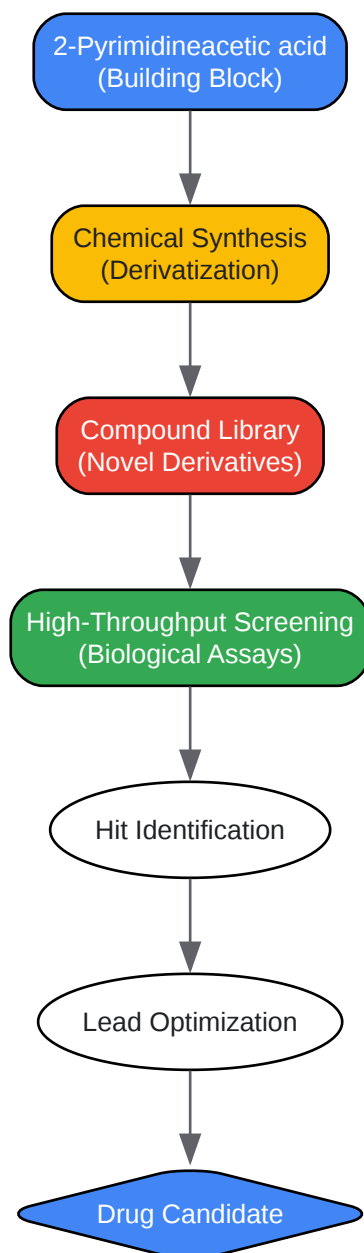 2-Pyrimidineacetic acid
(Building Block)
Chemical Synthesis
(Derivatization)
Compound Library
(Novel Derivatives)
High-Throughput Screening
(Biological Assays)
Hit Identification
Lead Optimization
Drug Candidate